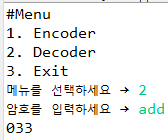 #Menu
1. Encoder
2. Decoder
3. Exit
메뉴를 선택하세요 → 2
암호를 입력하세요 → add
033